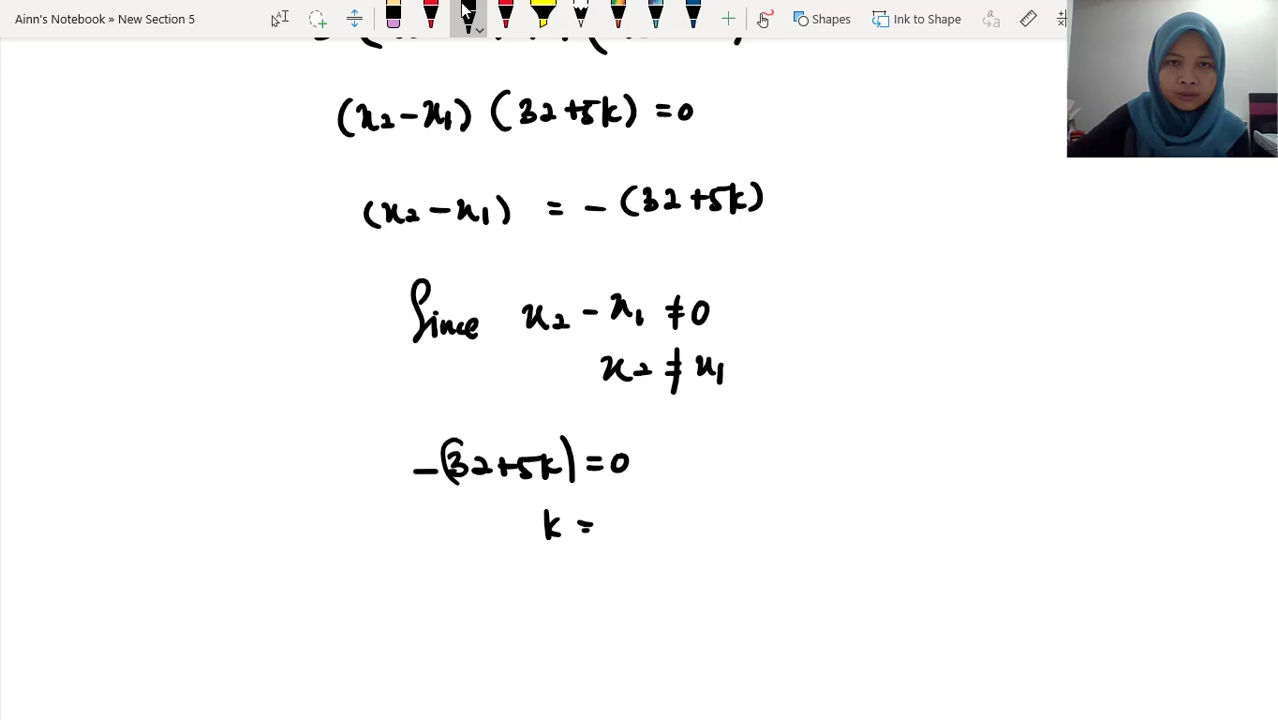 Ainn's Notebook » New Section 5
Shapes
Ink to Shape
(x2 - x1) (32+5k) = 0
(x2 - x1) = - (32+5k)
Since x2 - x1 ≠ 0
x2 ≠ x1
-(32+5k) = 0
k =